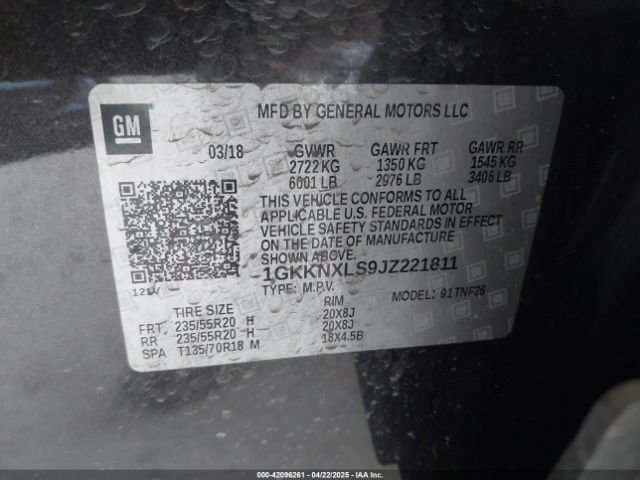 GM
MFD BY GENERAL MOTORS LLC
03/18 GVWR GAWR FRT GAWR RR
2722 KG 1350 KG 1545 KG
6001 LB 2976 LB 3406 LB
THIS VEHICLE CONFORMS TO ALL
APPLICABLE U.S. FEDERAL MOTOR
VEHICLE SAFETY STANDARDS IN EFFECT
ON THE DATE OF MANUFACTURE
SHOWN ABOVE.
1GKKNXLS9JZ221811
TYPE: M.P.V. MODEL: 91TNF26
121V
TIRE SIZE RIM
FRT. 235/55R20 H 20X8J
RR 235/55R20 H 20X8J
SPA T135/70R18 M 18X4.5B
000-42096261 - 04/22/2025 - IAA Inc.